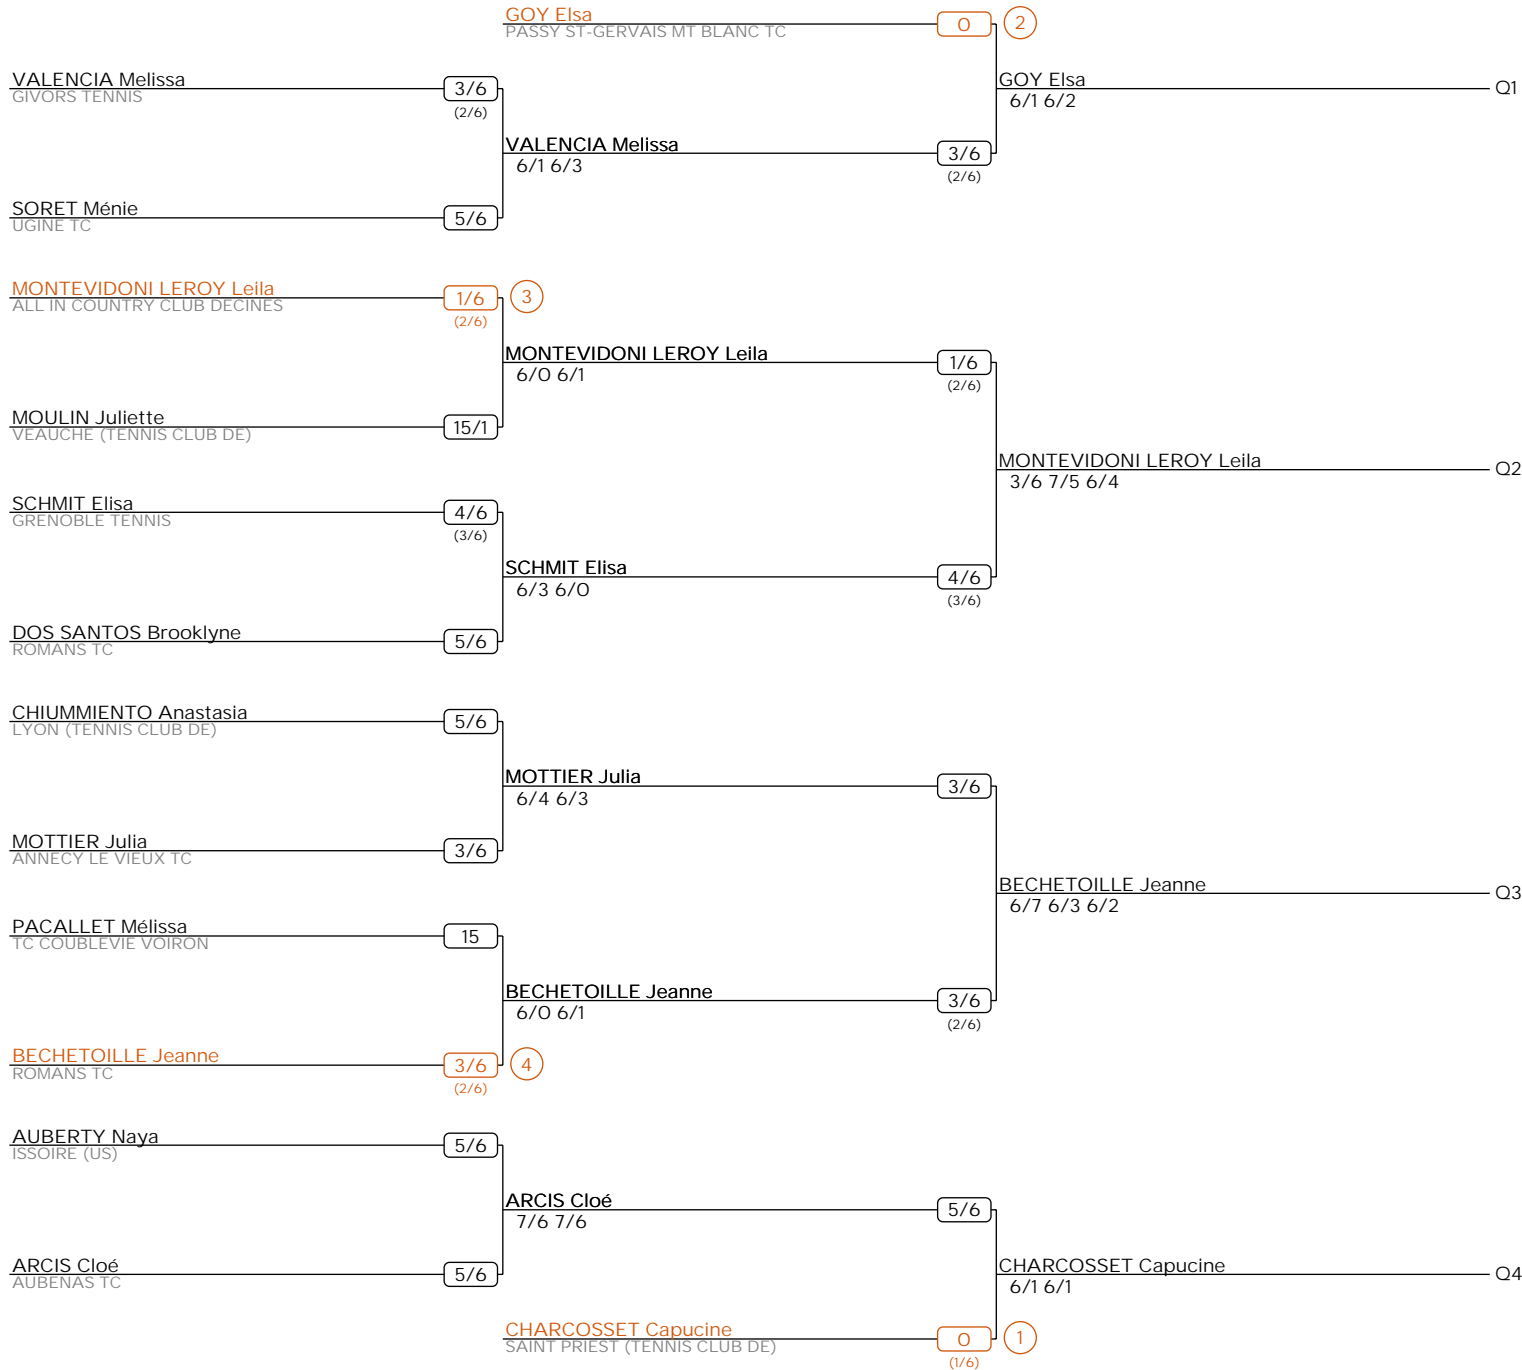 GOY Elsa
PASSY ST-GERVAIS MT BLANC TC
0
2
VALENCIA Melissa
GIVORS TENNIS
3/6
(2/6)
GOY Elsa
6/1 6/2
Q1
VALENCIA Melissa
6/1 6/3
3/6
(2/6)
SORET Ménie
UGINE TC
5/6
MONTEVIDONI LEROY Leila
ALL IN COUNTRY CLUB DECINES
1/6
(2/6)
3
MONTEVIDONI LEROY Leila
6/0 6/1
1/6
(2/6)
MOULIN Juliette
VEAUCHE (TENNIS CLUB DE)
15/1
MONTEVIDONI LEROY Leila
3/6 7/5 6/4
Q2
SCHMIT Elisa
GRENOBLE TENNIS
4/6
(3/6)
SCHMIT Elisa
6/3 6/0
4/6
(3/6)
DOS SANTOS Brooklyne
ROMANS TC
5/6
CHIUMMIENTO Anastasia
LYON (TENNIS CLUB DE)
5/6
MOTTIER Julia
6/4 6/3
3/6
MOTTIER Julia
ANNECY LE VIEUX TC
3/6
BECHETOILLE Jeanne
6/7 6/3 6/2
Q3
PACALLET Mélissa
TC COUBLEVIE VOIRON
15
BECHETOILLE Jeanne
6/0 6/1
3/6
(2/6)
BECHETOILLE Jeanne
ROMANS TC
3/6
(2/6)
4
AUBERTY Naya
ISSOIRE (US)
5/6
ARCIS Cloé
7/6 7/6
5/6
ARCIS Cloé
AUBENAS TC
5/6
CHARCOSSET Capucine
6/1 6/1
Q4
CHARCOSSET Capucine
SAINT PRIEST (TENNIS CLUB DE)
0
(1/6)
1